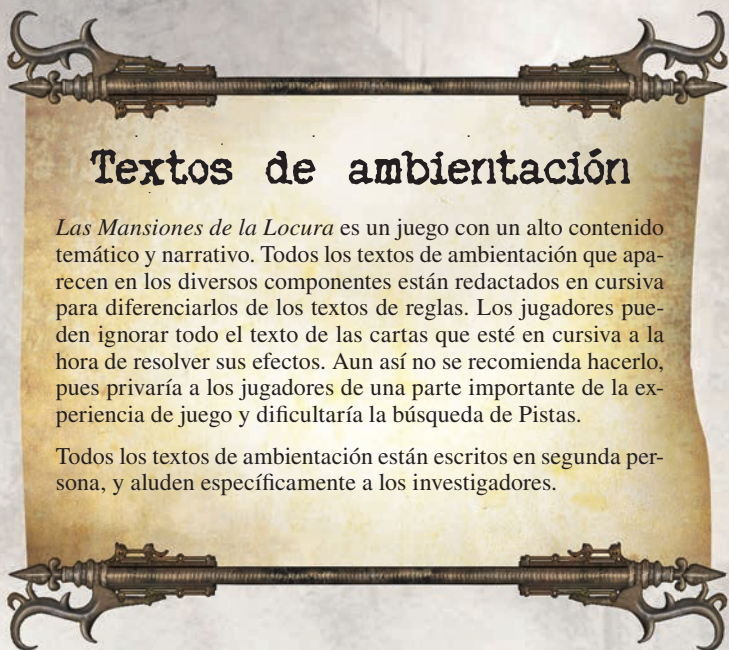 Textos de ambientación
Las Mansiones de la Locura es un juego con un alto contenido
temático y narrativo. Todos los textos de ambientación que apa-
recen en los diversos componentes están redactados en cursiva
para diferenciarlos de los textos de reglas. Los jugadores pue-
den ignorar todo el texto de las cartas que esté en cursiva a la
hora de resolver sus efectos. Aun así no se recomienda hacerlo,
pues privaría a los jugadores de una parte importante de la ex-
periencia de juego y dificultaría la búsqueda de Pistas.
Todos los textos de ambientación están escritos en segunda per-
sona, y aluden específicamente a los investigadores.